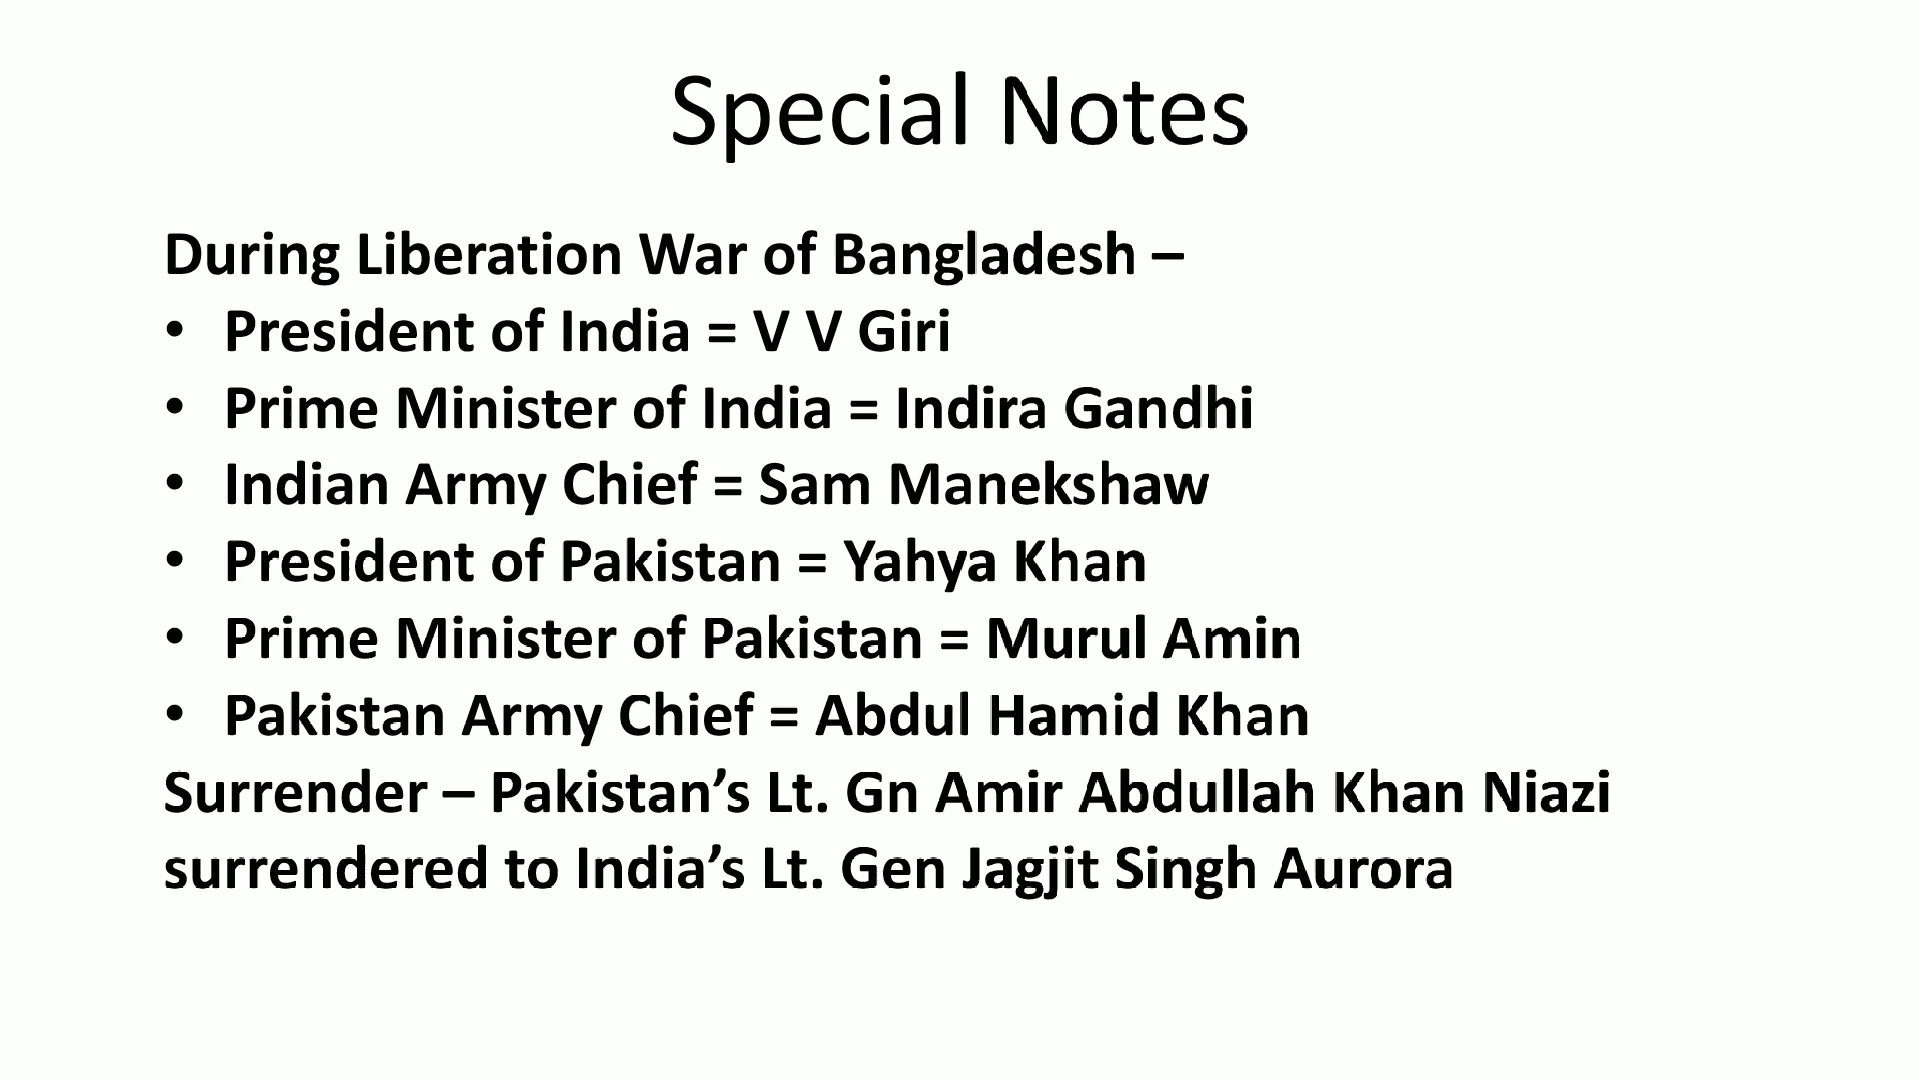 Special Notes
During Liberation War of Bangladesh –
• President of India = V V Giri
• Prime Minister of India = Indira Gandhi
• Indian Army Chief = Sam Manekshaw
• President of Pakistan = Yahya Khan
• Prime Minister of Pakistan = Murul Amin
• Pakistan Army Chief = Abdul Hamid Khan
Surrender – Pakistan’s Lt. Gn Amir Abdullah Khan Niazi
surrendered to India’s Lt. Gen Jagjit Singh Aurora